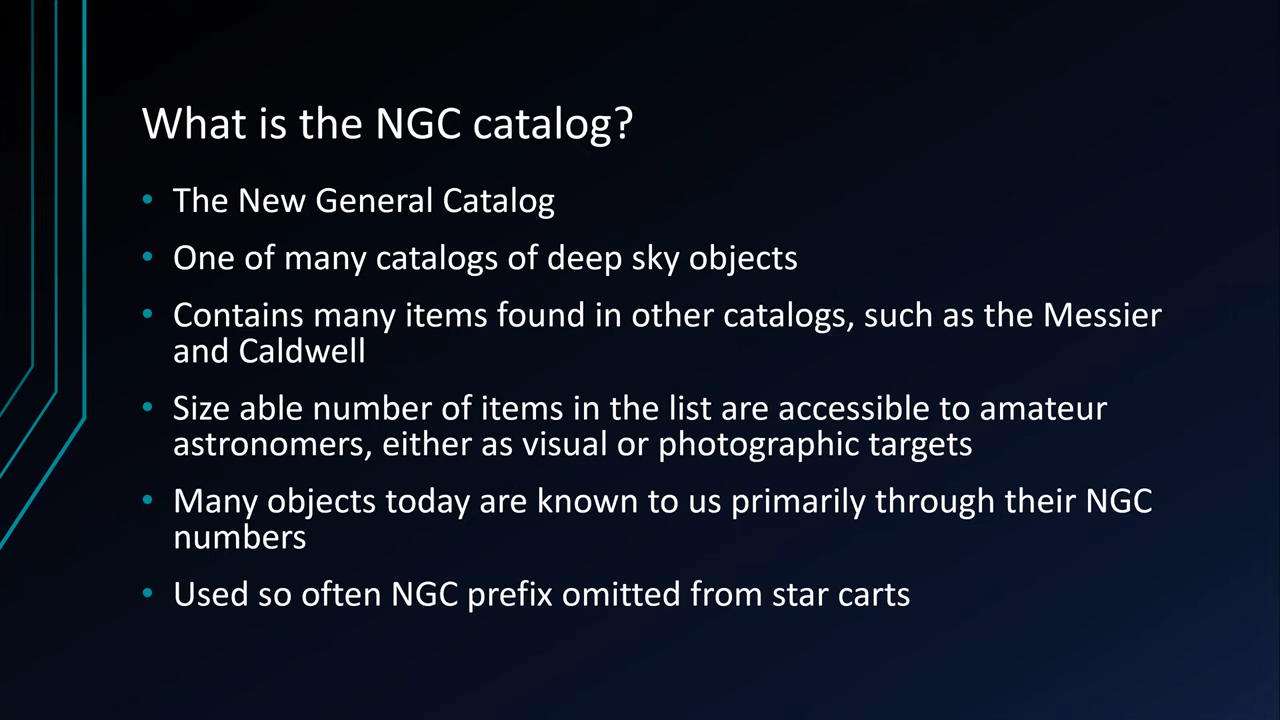 What is the NGC catalog?
• The New General Catalog
• One of many catalogs of deep sky objects
• Contains many items found in other catalogs, such as the Messier
and Caldwell
• Size able number of items in the list are accessible to amateur
astronomers, either as visual or photographic targets
• Many objects today are known to us primarily through their NGC
numbers
• Used so often NGC prefix omitted from star carts